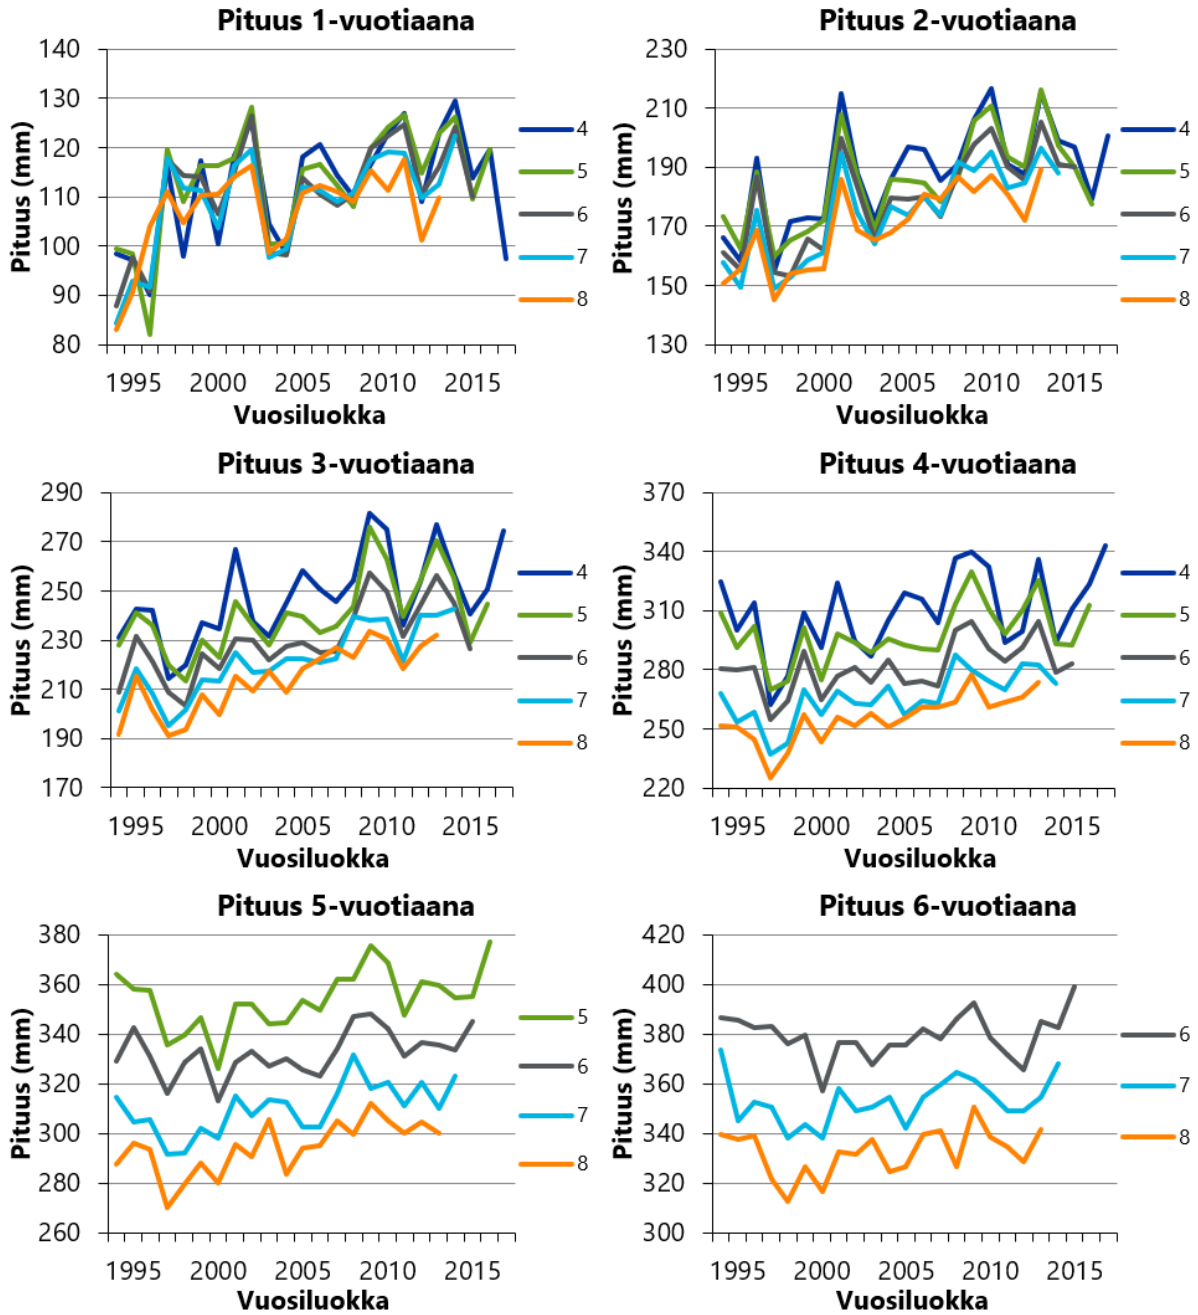 Pituus 1-vuotiaana
140
130
120
110
100
90
80
Pituus (mm)
1995 2000 2005 2010 2015
Vuosiluokka
4
5
6
7
8
Pituus 2-vuotiaana
230
210
190
170
150
130
Pituus (mm)
1995 2000 2005 2010 2015
Vuosiluokka
4
5
6
7
8
Pituus 3-vuotiaana
290
270
250
230
210
190
170
Pituus (mm)
1995 2000 2005 2010 2015
Vuosiluokka
4
5
6
7
8
Pituus 4-vuotiaana
370
340
310
280
250
220
Pituus (mm)
1995 2000 2005 2010 2015
Vuosiluokka
4
5
6
7
8
Pituus 5-vuotiaana
380
360
340
320
300
280
260
Pituus (mm)
1995 2000 2005 2010 2015
Vuosiluokka
5
6
7
8
Pituus 6-vuotiaana
420
400
380
360
340
320
300
Pituus (mm)
1995 2000 2005 2010 2015
Vuosiluokka
6
7
8